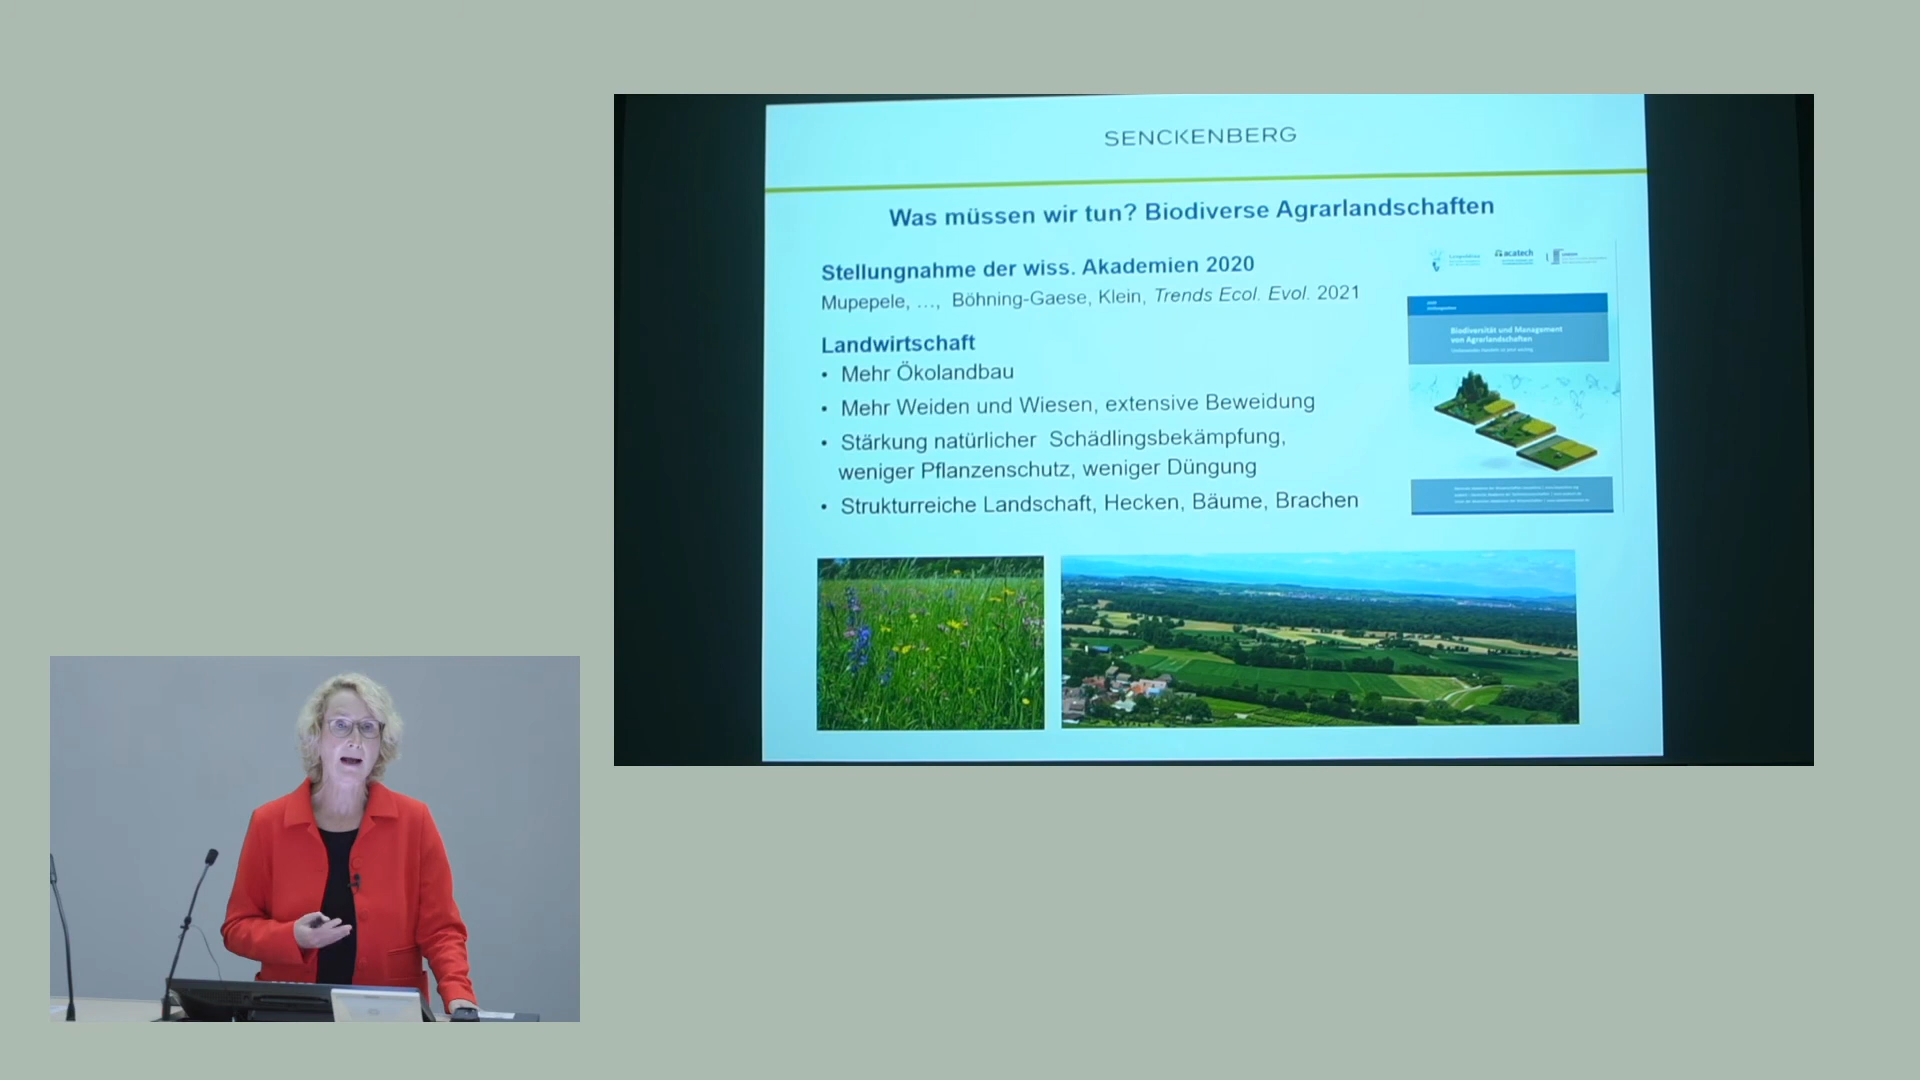 SENCKENBERG
Was müssen wir tun? Biodiverse Agrarlandschaften
Stellungnahme der wiss. Akademien 2020
Mupepele, …, Böhning-Gaese, Klein, Trends Ecol. Evol. 2021
Landwirtschaft
• Mehr Ökolandbau
• Mehr Weiden und Wiesen, extensive Beweidung
• Stärkung natürlicher Schädlingsbekämpfung,
weniger Pflanzenschutz, weniger Düngung
• Strukturreiche Landschaft, Hecken, Bäume, Brachen
Leopoldina
acatech
Biodiversität und Management
von Agrarlandschaften